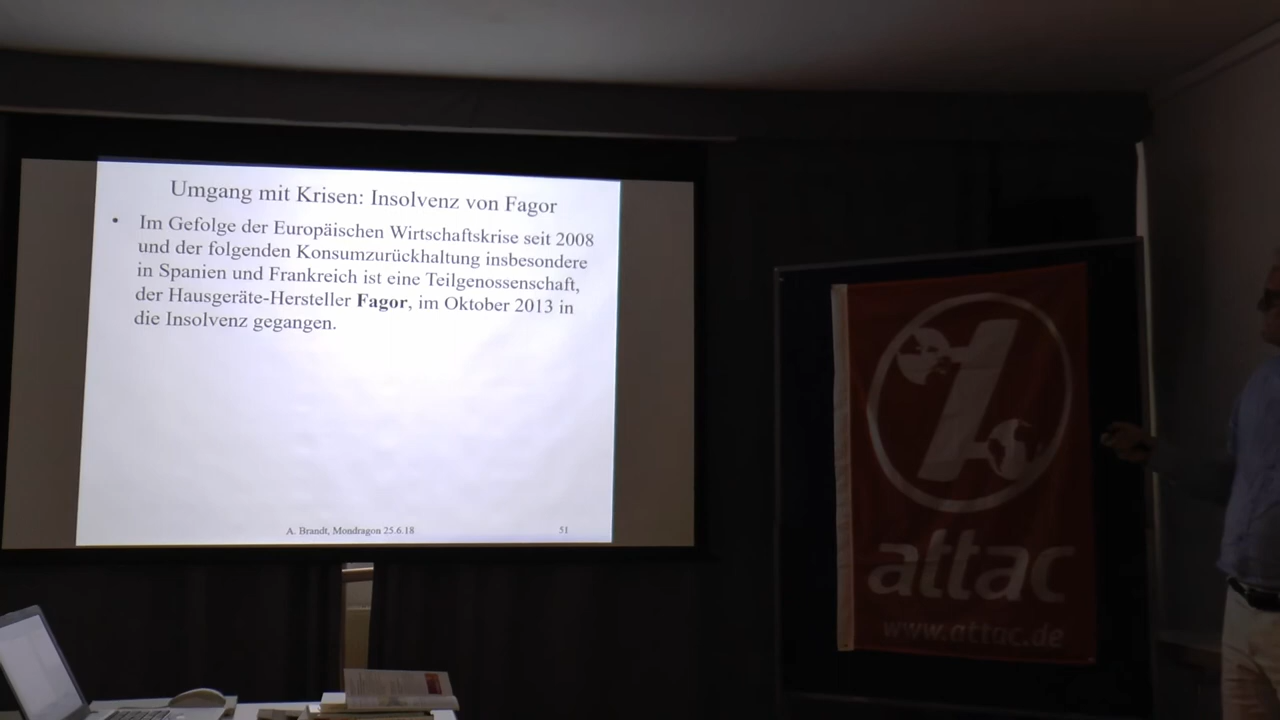 Umgang mit Krisen: Insolvenz von Fagor
• Im Gefolge der Europäischen Wirtschaftskrise seit 2008
und der folgenden Konsumzurückhaltung insbesondere
in Spanien und Frankreich ist eine Teilgenossenschaft,
der Hausgeräte-Hersteller Fagor, im Oktober 2013 in
die Insolvenz gegangen.
A. Brandt, Mondragon 25.6.18 51
attac
www.attac.de